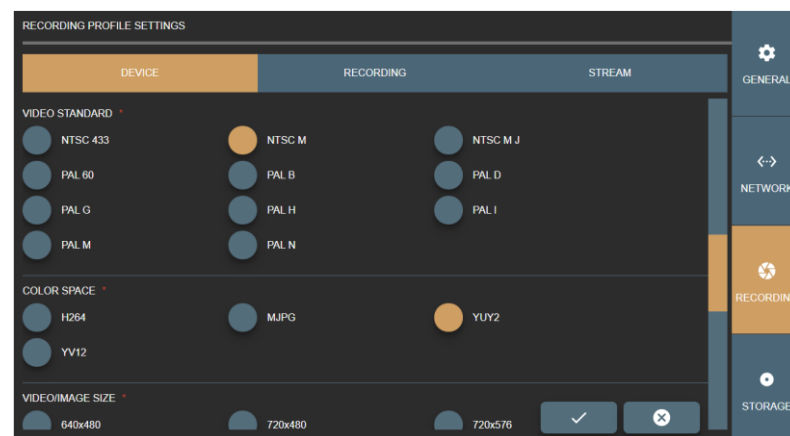 RECORDING PROFILE SETTINGS
DEVICE RECORDING STREAM
VIDEO STANDARD *
NTSC 433 NTSC M NTSC M J
PAL 60 PAL B PAL D
PAL G PAL H PAL I
PAL M PAL N
COLOR SPACE *
H264 MJPG YUY2
YV12
VIDEO/IMAGE SIZE *
640x480 720x480 720x576
GENERAL
NETWORK
RECORDIN
STORAGE